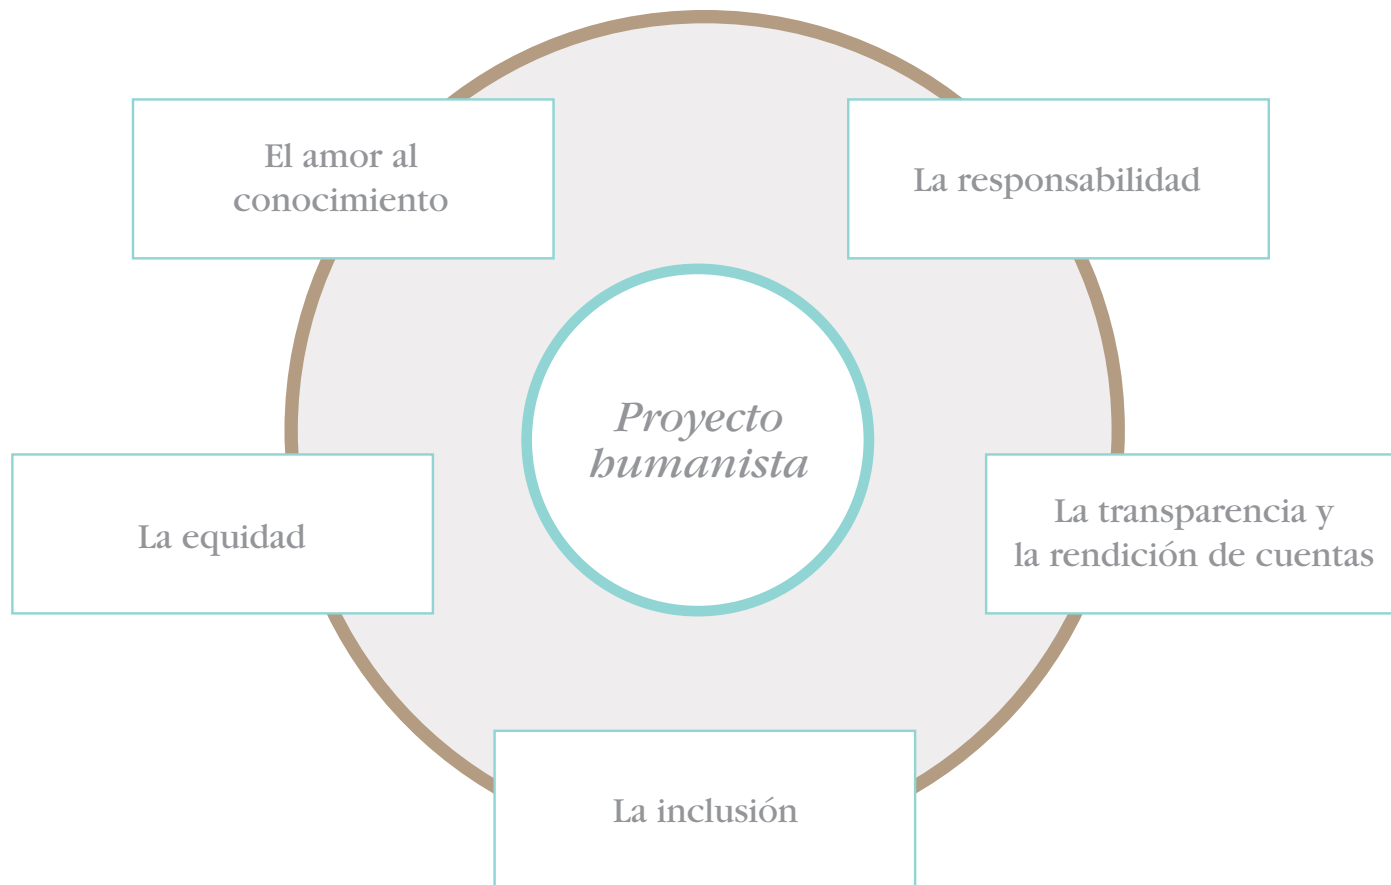 El amor al
conocimiento
La responsabilidad
Proyecto
humanista
La equidad
La transparencia y
la rendición de cuentas
La inclusión